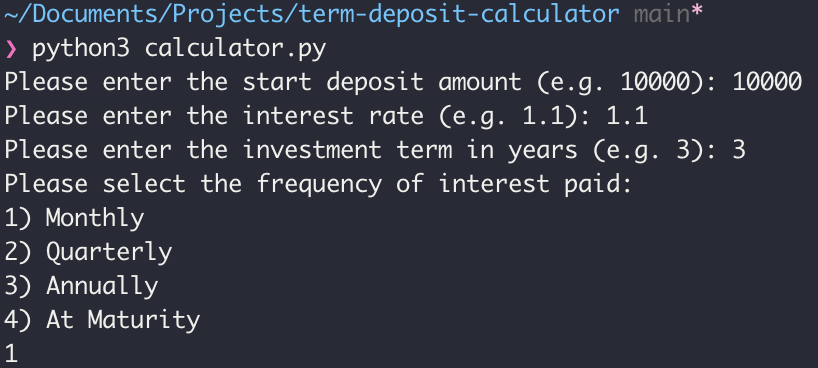 ~/Documents/Projects/term-deposit-calculator main*
❯ python3 calculator.py
Please enter the start deposit amount (e.g. 10000): 10000
Please enter the interest rate (e.g. 1.1): 1.1
Please enter the investment term in years (e.g. 3): 3
Please select the frequency of interest paid:
1) Monthly
2) Quarterly
3) Annually
4) At Maturity
1